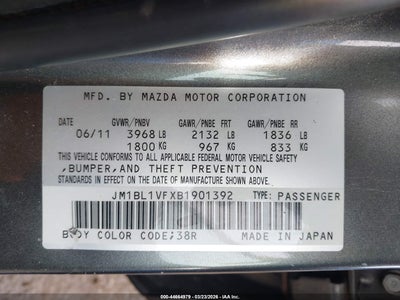 MFD. BY MAZDA MOTOR CORPORATION
DATE GVWR/PNBV GAWR/PNBE FRT GAWR/PNBE RR
06/11 3968 LB 2132 LB 1836 LB
1800 KG 967 KG 833 KG
THIS VEHICLE CONFORMS TO ALL APPLICABLE FEDERAL MOTOR VEHICLE SAFETY
,BUMPER,AND THEFT PREVENTION
STANDARDS IN EFFECT ON THE DATE OF MANUFACTURE SHOWN ABOVE.
JM1BL1VFXB1901392 TYPE: PASSENGER
BODY COLOR CODE;38R MADE IN JAPAN
ID: 44664979 - COPART - 03/23/2026 - IAA